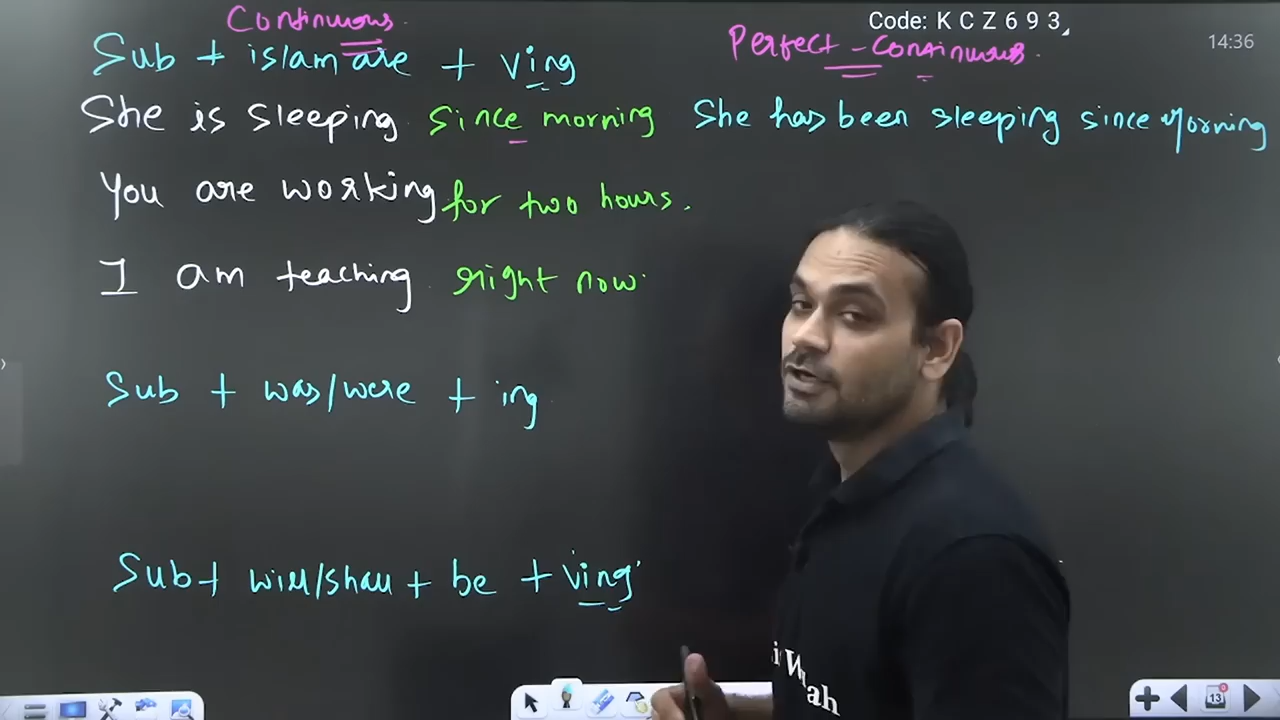 Continuous.
Code: K C Z 6 9 3
Perfect - Continuous.
14:36
Sub + is/am are + ving
She is sleeping since morning
She has been sleeping since Morning
You are working for two hours.
I am teaching right now.
Sub + was/were + ing
Sub + will/shall + be + ving
13